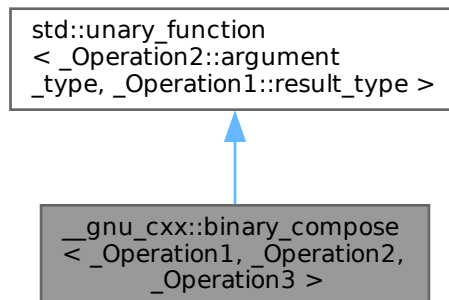 std::unary_function
< _Operation2::argument
_type, _Operation1::result_type >
__gnu_cxx::binary_compose
< _Operation1, _Operation2,
_Operation3 >